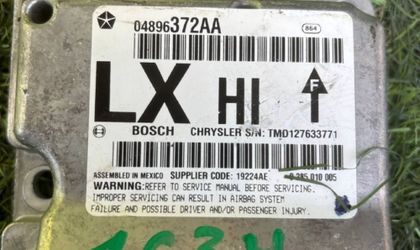 04896372AA
864
LX HI F
BOSCH CHRYSLER S/N: TMD127633771
ASSEMBLED IN MEXICO SUPPLIER CODE: 19224AE 0 285 010 005
WARNING: REFER TO SERVICE MANUAL BEFORE SERVICING.
IMPROPER SERVICING CAN RESULT IN AIRBAG SYSTEM
FAILURE AND POSSIBLE DRIVER AND/OR PASSENGER INJURY.